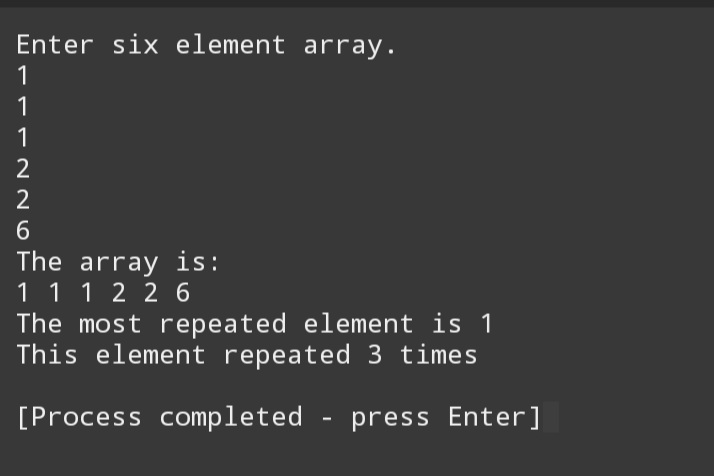 Enter six element array.
1
1
1
2
2
6
The array is:
1 1 1 2 2 6
The most repeated element is 1
This element repeated 3 times
[Process completed - press Enter]